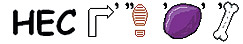 HEC ’ ” ’ ’